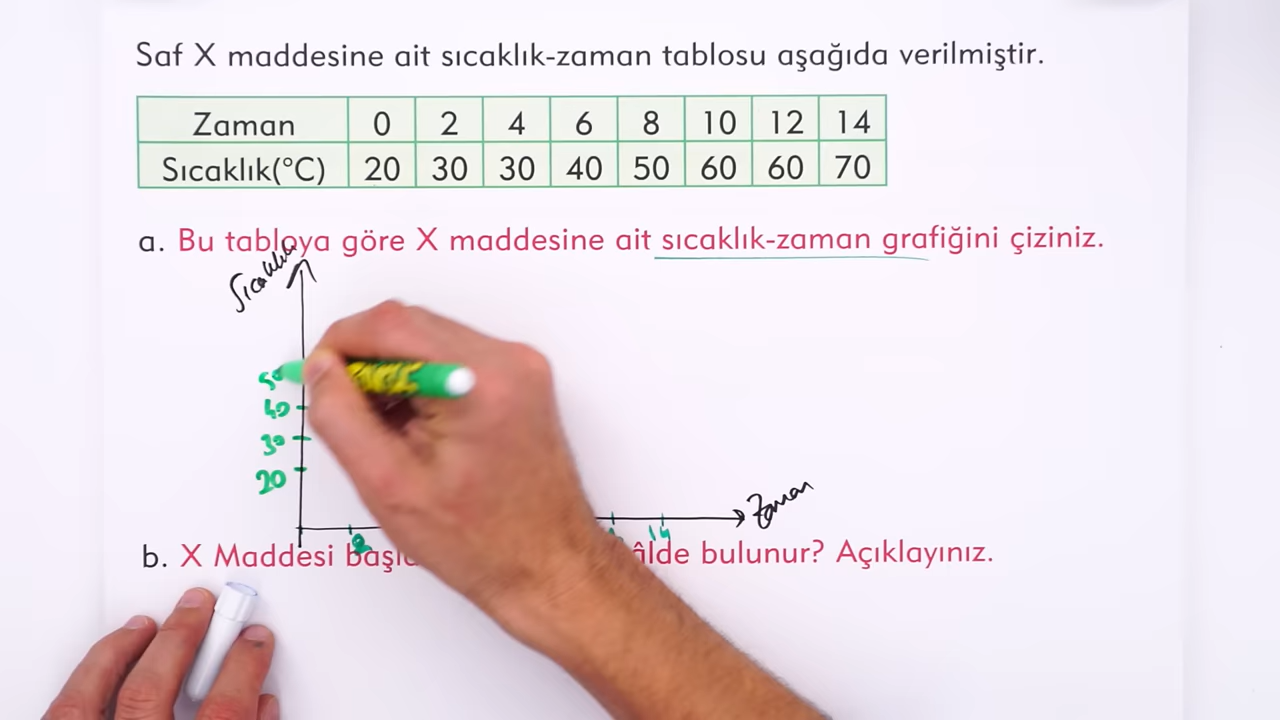 Saf X maddesine ait sıcaklık-zaman tablosu aşağıda verilmiştir.
Zaman 0 2 4 6 8 10 12 14
Sıcaklık(°C) 20 30 30 40 50 60 60 70
a. Bu tabloya göre X maddesine ait sıcaklık-zaman grafiğini çiziniz.
Sıcaklık
50
40
30
20
Zaman
2 14
b. X Maddesi bulunur? Açıklayınız.